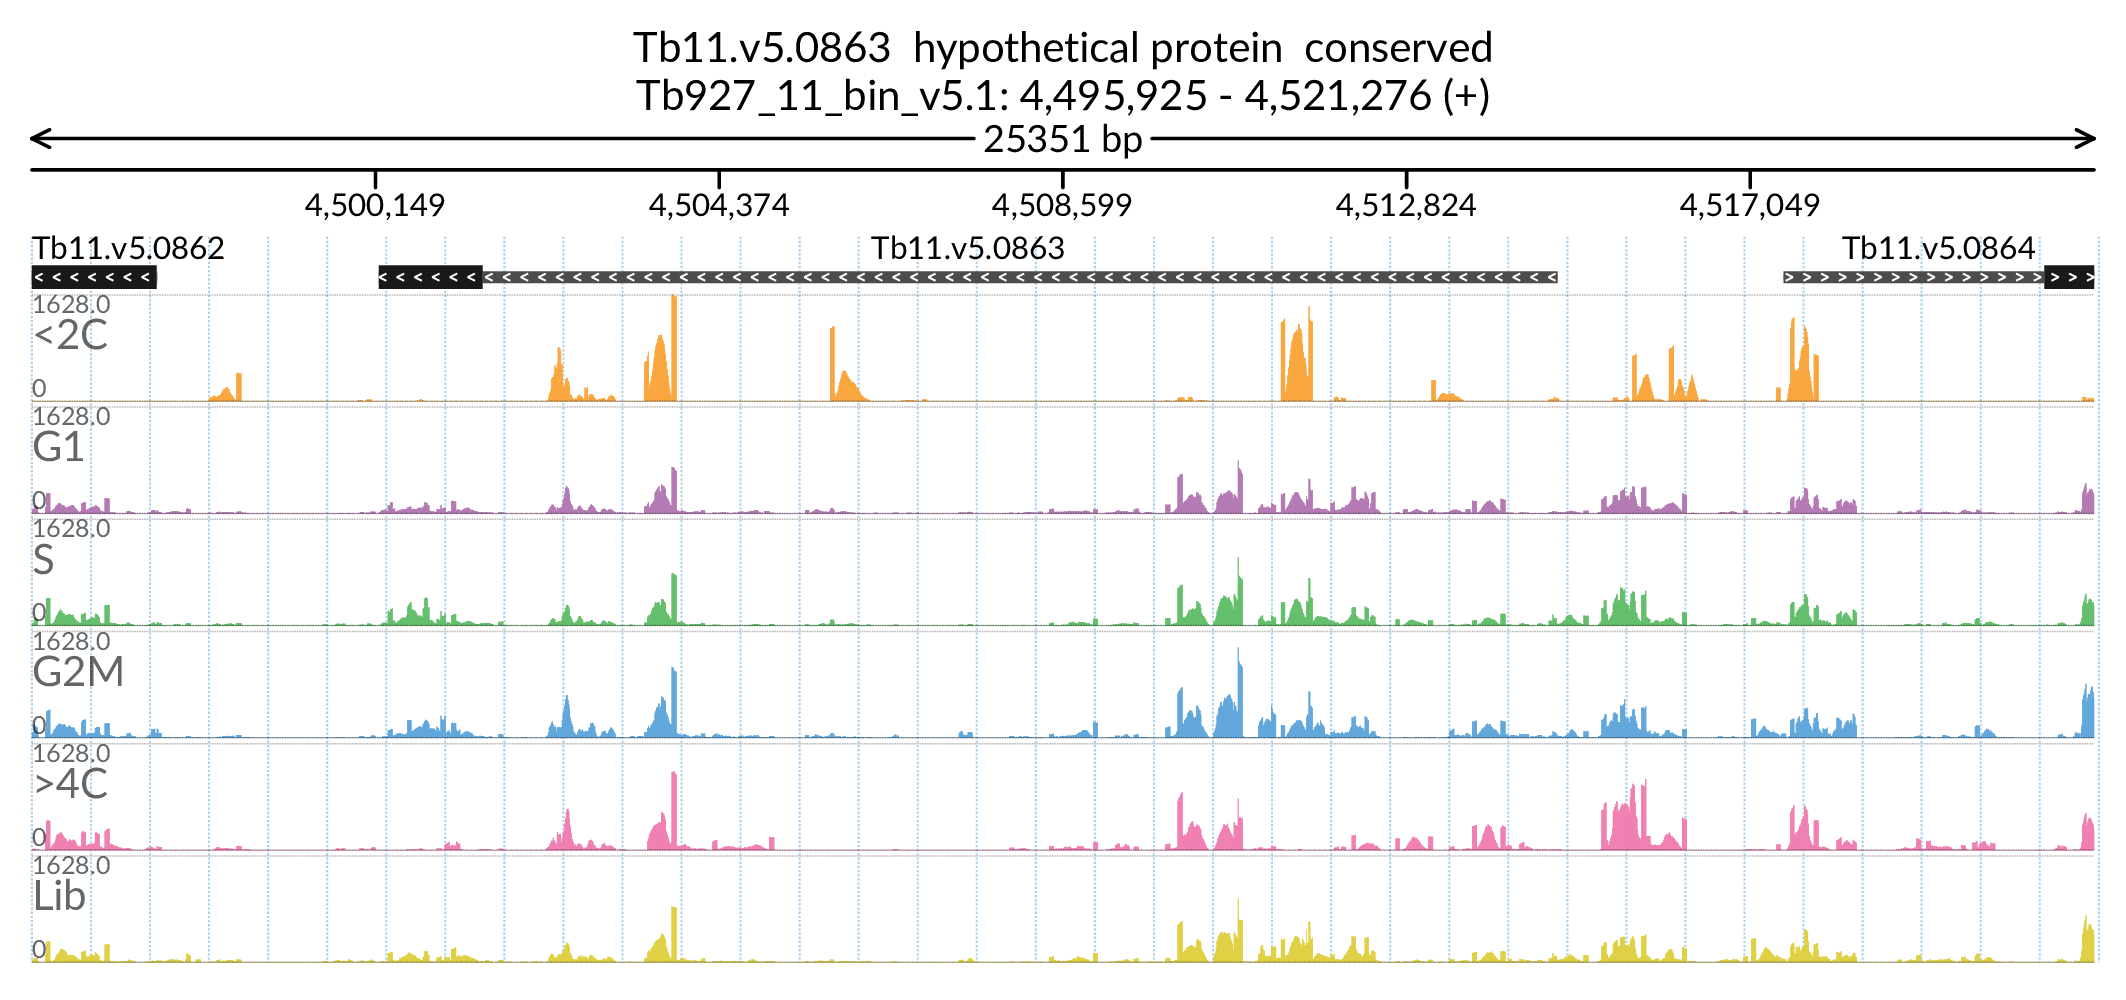 Tb11.v5.0863 hypothetical protein conserved
Tb927_11_bin_v5.1: 4,495,925 - 4,521,276 (+)
25351 bp
4,500,149 4,504,374 4,508,599 4,512,824 4,517,049
Tb11.v5.0862 Tb11.v5.0863 Tb11.v5.0864
1628.0
<2C
0
1628.0
G1
0
1628.0
S
0
1628.0
G2M
0
1628.0
>4C
0
1628.0
Lib
0